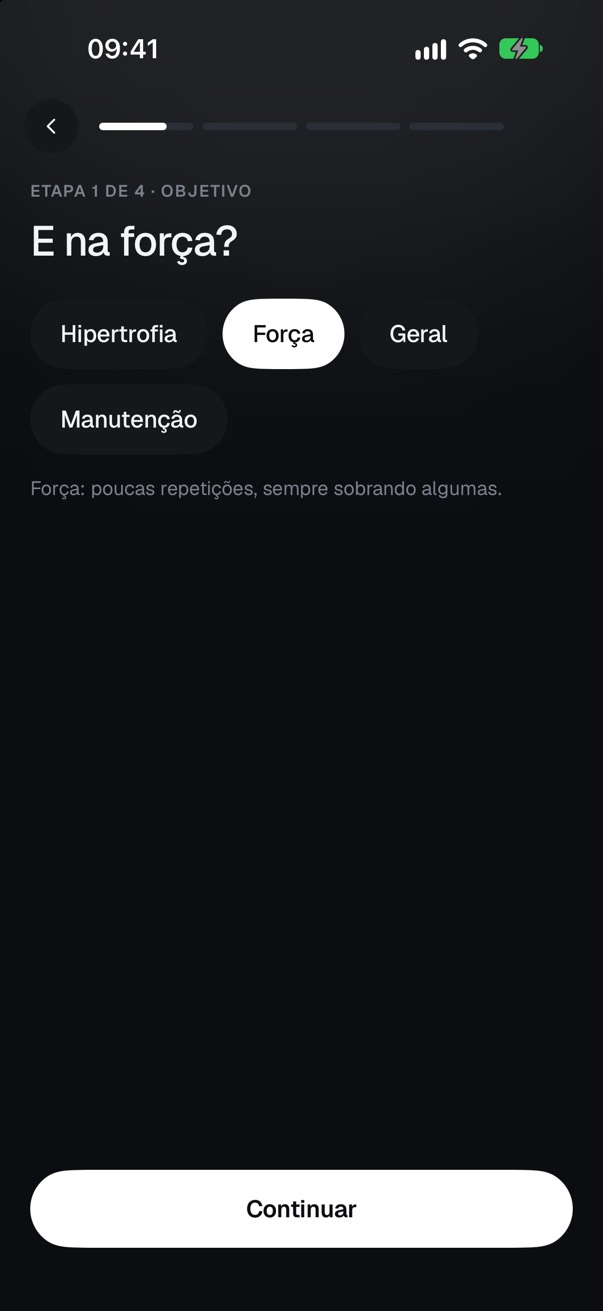 09:41
ETAPA 1 DE 4 · OBJETIVO
E na força?
Hipertrofia
Força
Geral
Manutenção
Força: poucas repetições, sempre sobrando algumas.
Continuar